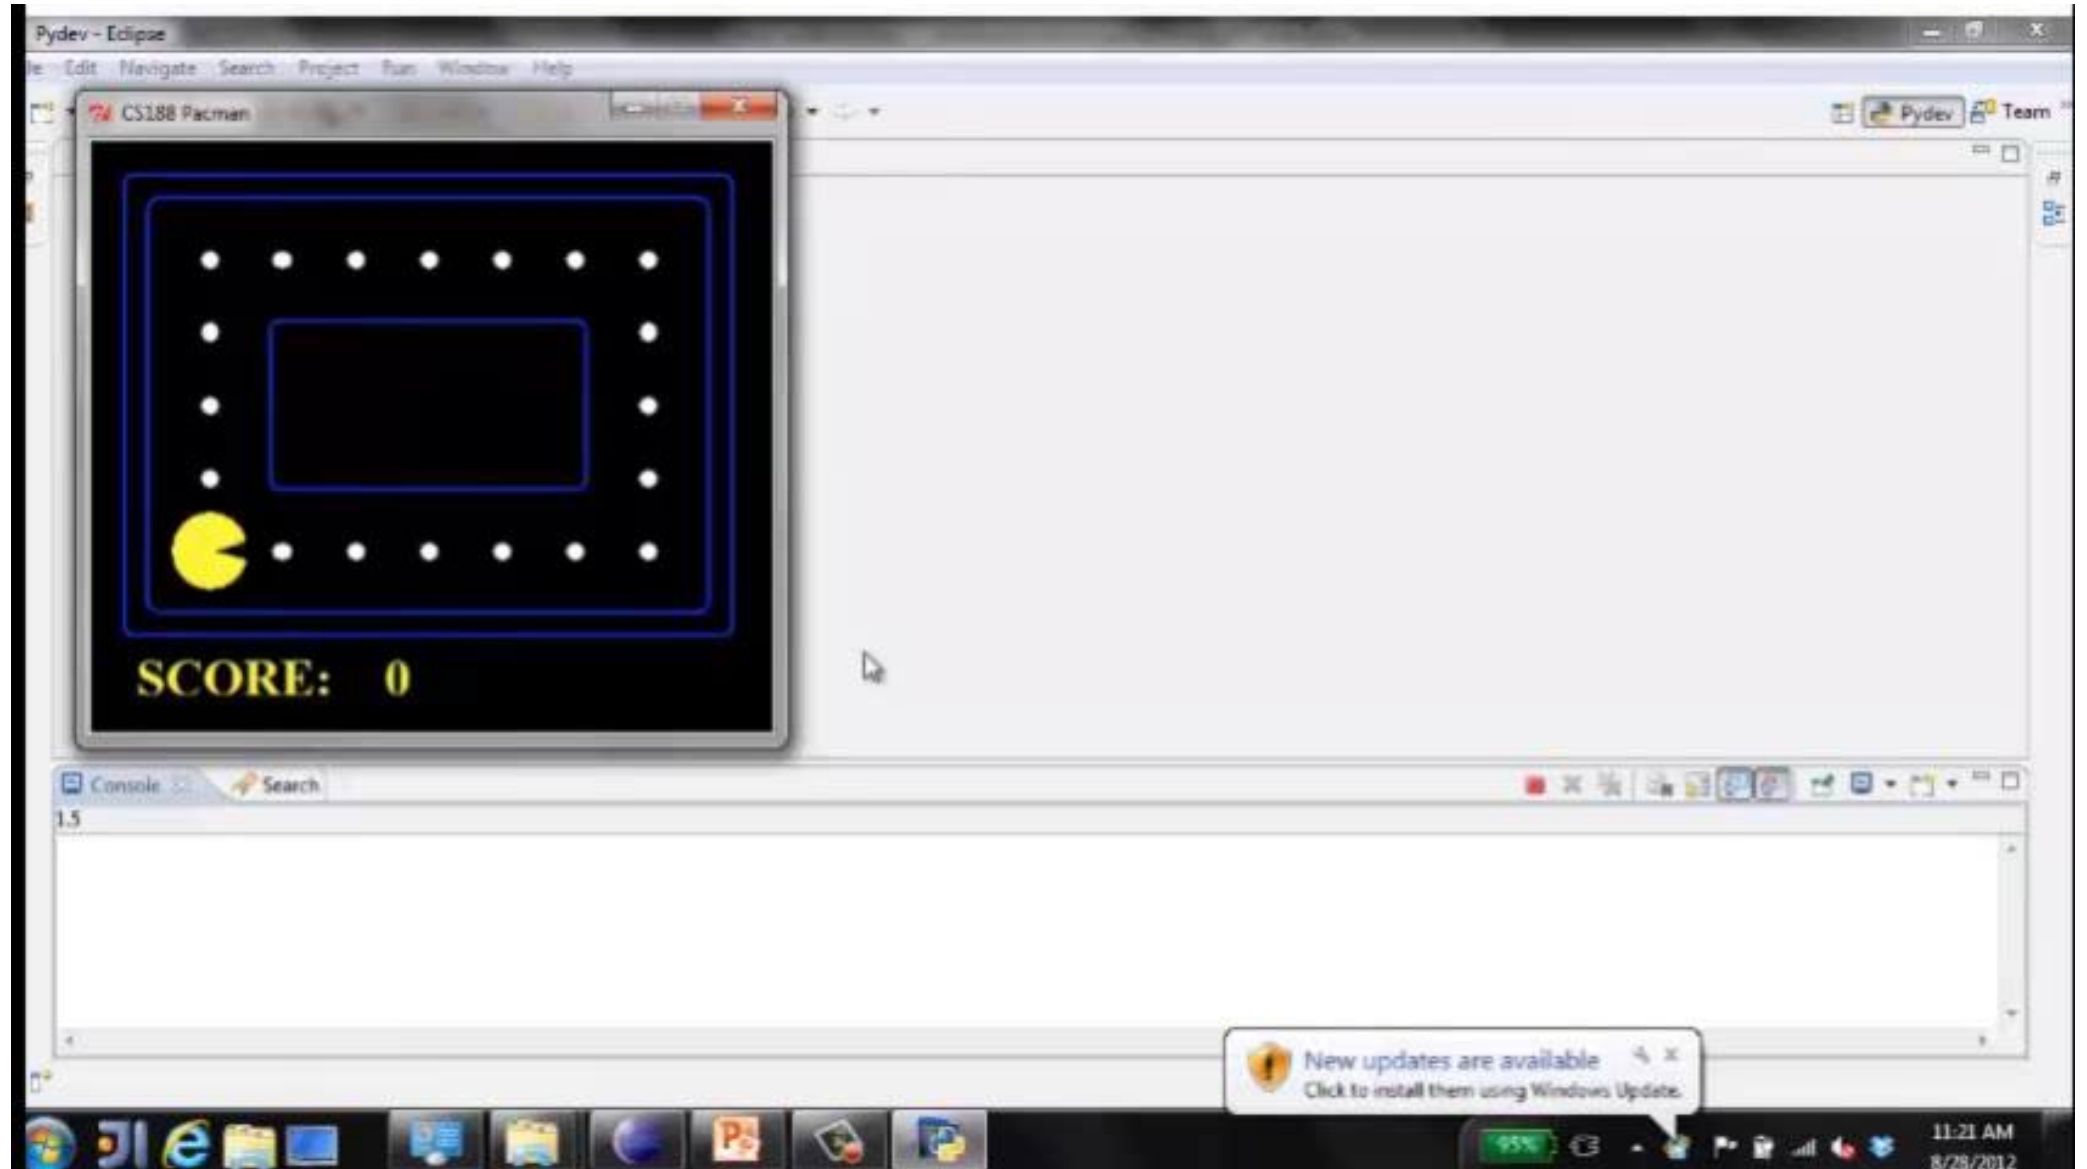 Pydev - Eclipse
Edit Navigate Search Project Run Window Help
CS188 Pacman
Pydev Team
SCORE: 0
Console Search
1.5
New updates are available
Click to install them using Windows Update.
95%
11:21 AM
8/28/2012